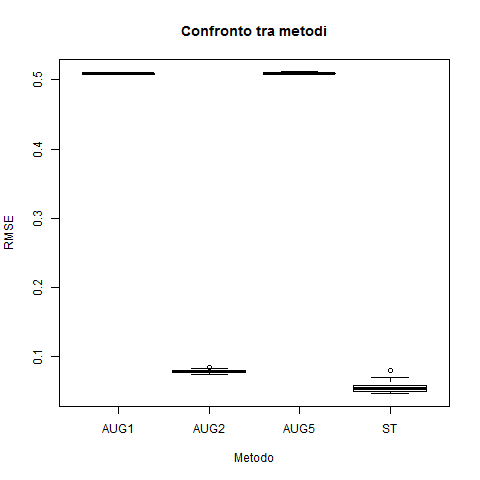 Confronto tra metodi
RMSE
0.5
0.4
0.3
0.2
0.1
AUG1 AUG2 AUG5 ST
Metodo